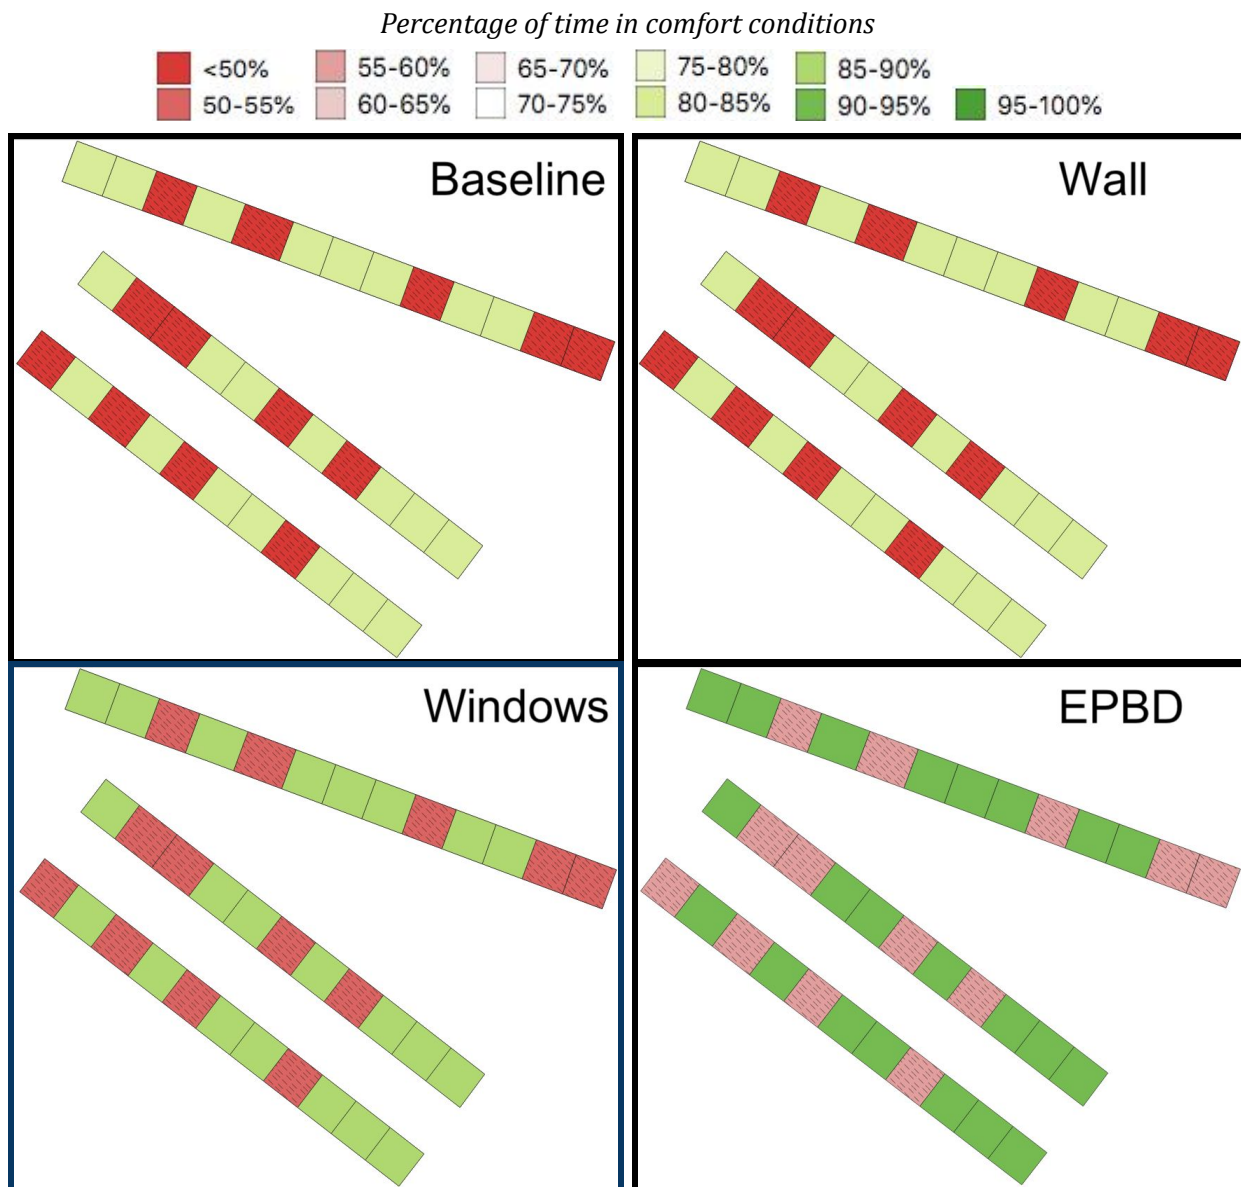 Percentage of time in comfort conditions
<50% 55-60% 65-70% 75-80% 85-90%
50-55% 60-65% 70-75% 80-85% 90-95% 95-100%
Baseline
Wall
Windows
EPBD